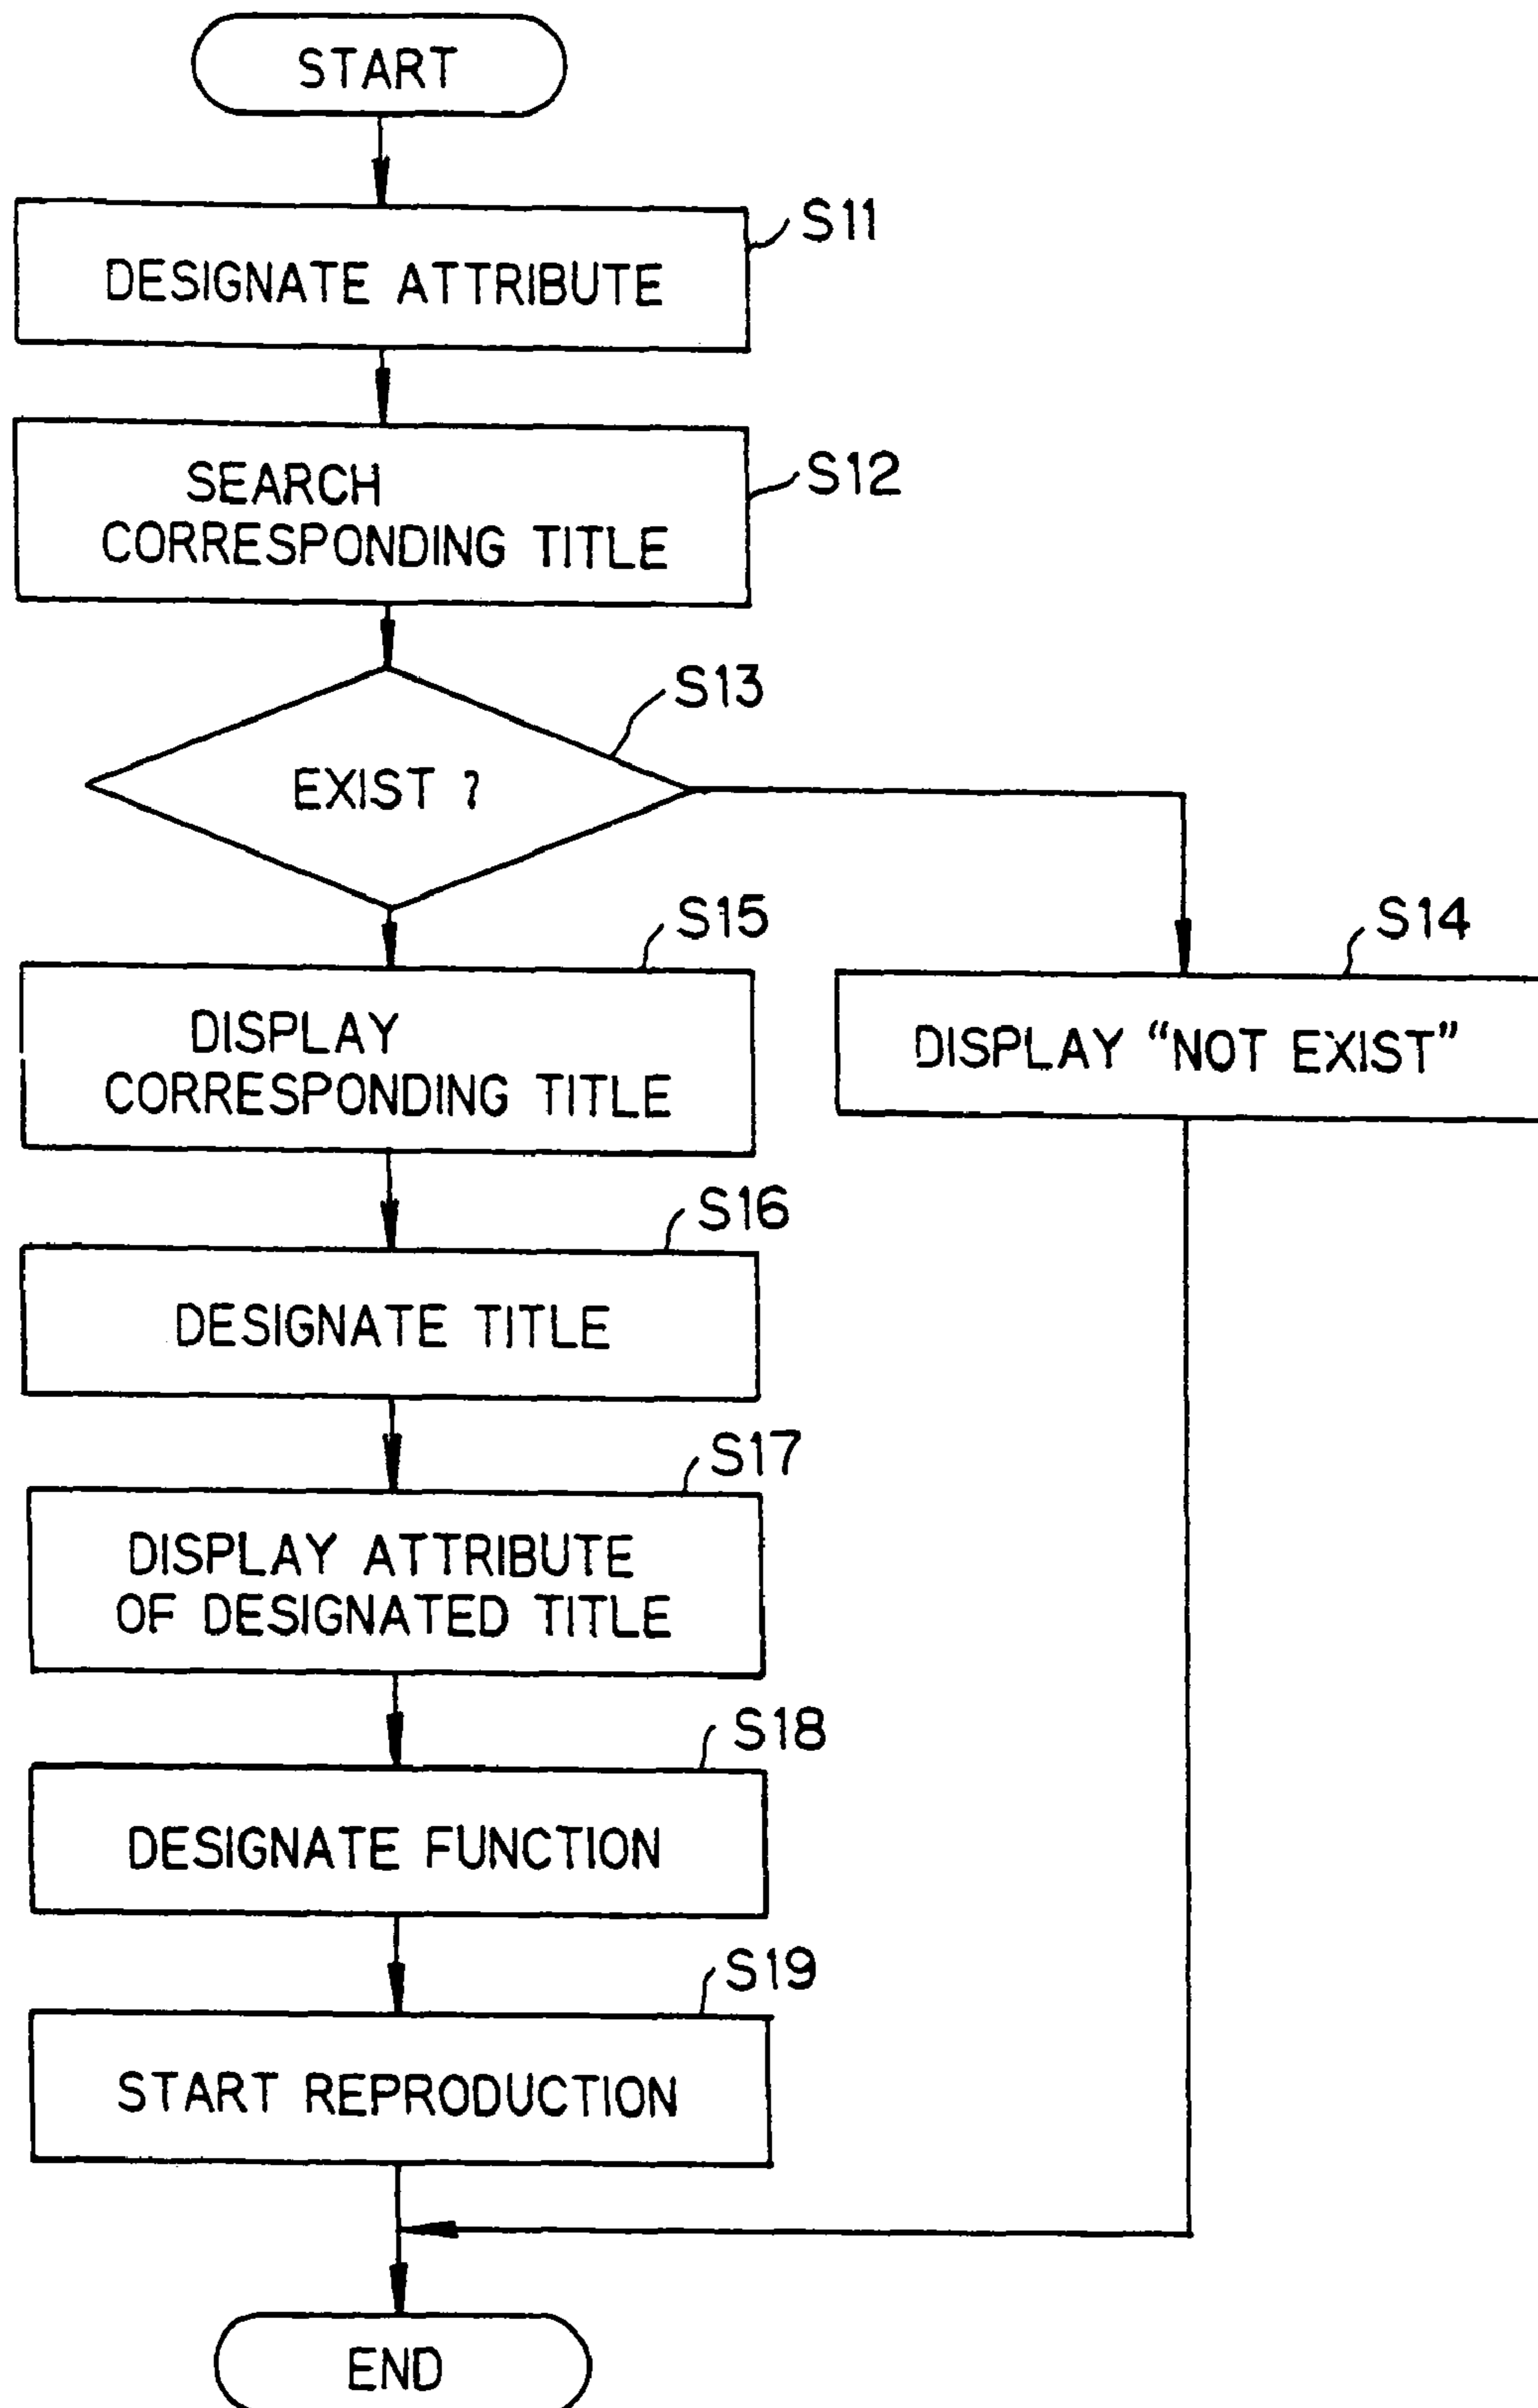 START
S11
DESIGNATE ATTRIBUTE
S12
SEARCH
CORRESPONDING TITLE
S13
EXIST ?
S15
DISPLAY
CORRESPONDING TITLE
S14
DISPLAY “NOT EXIST”
S16
DESIGNATE TITLE
S17
DISPLAY ATTRIBUTE
OF DESIGNATED TITLE
S18
DESIGNATE FUNCTION
S19
START REPRODUCTION
END